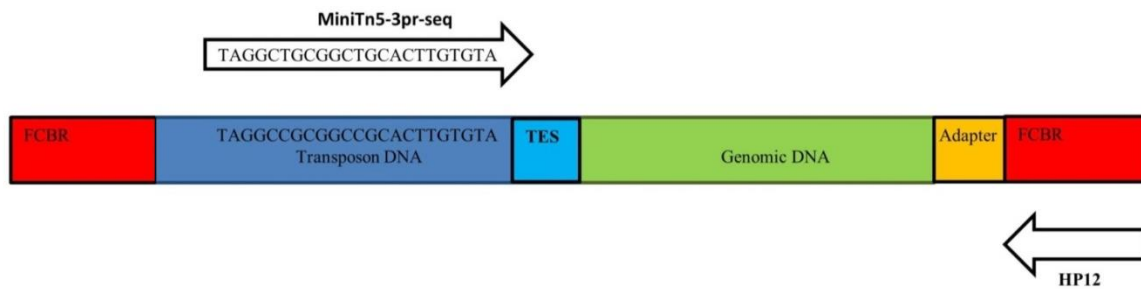 MiniTn5-3pr-seq
TAGGCTGCGGCTGCACTTGTGTA
FCBR
TAGGCCGCGGCCGCACTTGTGTA
Transposon DNA
TES
Genomic DNA
Adapter
FCBR
HP12